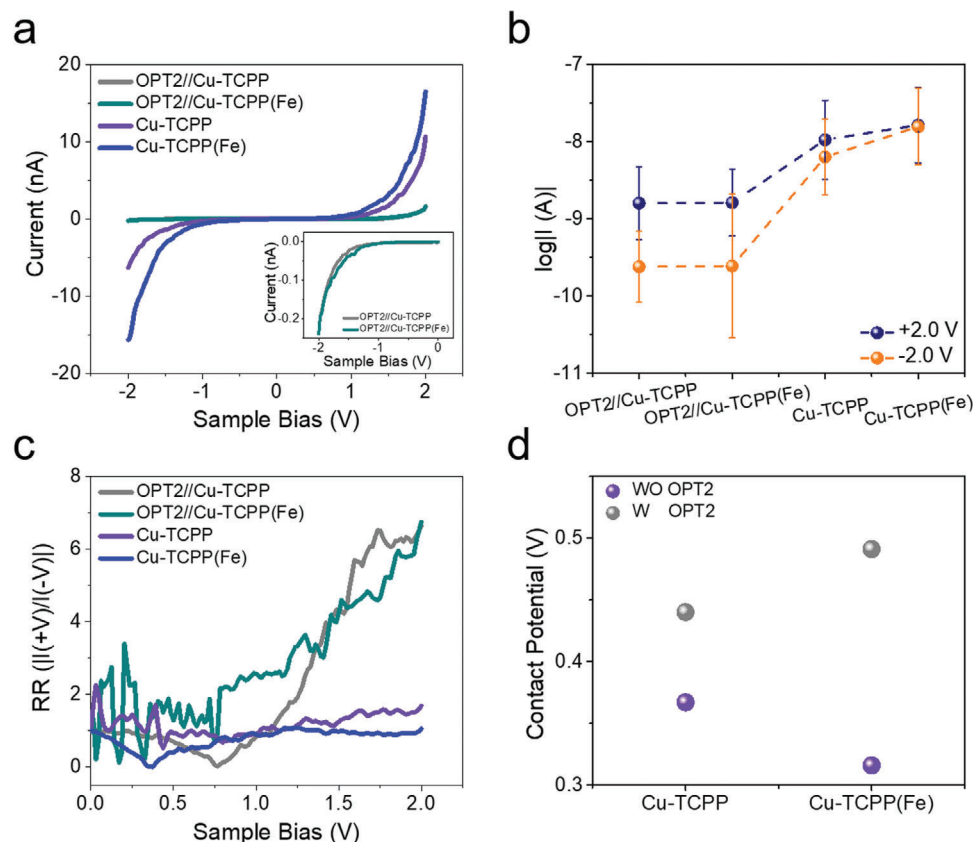 a
20
10
0
-10
-20
Current (nA)
OPT2//Cu-TCPP
OPT2//Cu-TCPP(Fe)
Cu-TCPP
Cu-TCPP(Fe)
0.0
-0.1
-0.2
Current (nA)
OPT2//Cu-TCPP
OPT2//Cu-TCPP(Fe)
-2 -1 0
Sample Bias (V)
-2 -1 0 1 2
Sample Bias (V)
b
-7
-8
-9
-10
-11
log|I (A)|
+2.0 V
-2.0 V
OPT2//Cu-TCPP
OPT2//Cu-TCPP(Fe)
Cu-TCPP
Cu-TCPP(Fe)
c
8
6
4
2
0
RR (|I(+V)/I(-V)|)
OPT2//Cu-TCPP
OPT2//Cu-TCPP(Fe)
Cu-TCPP
Cu-TCPP(Fe)
0.0 0.5 1.0 1.5 2.0
Sample Bias (V)
d
0.5
0.4
0.3
Contact Potential (V)
WO OPT2
W OPT2
Cu-TCPP Cu-TCPP(Fe)